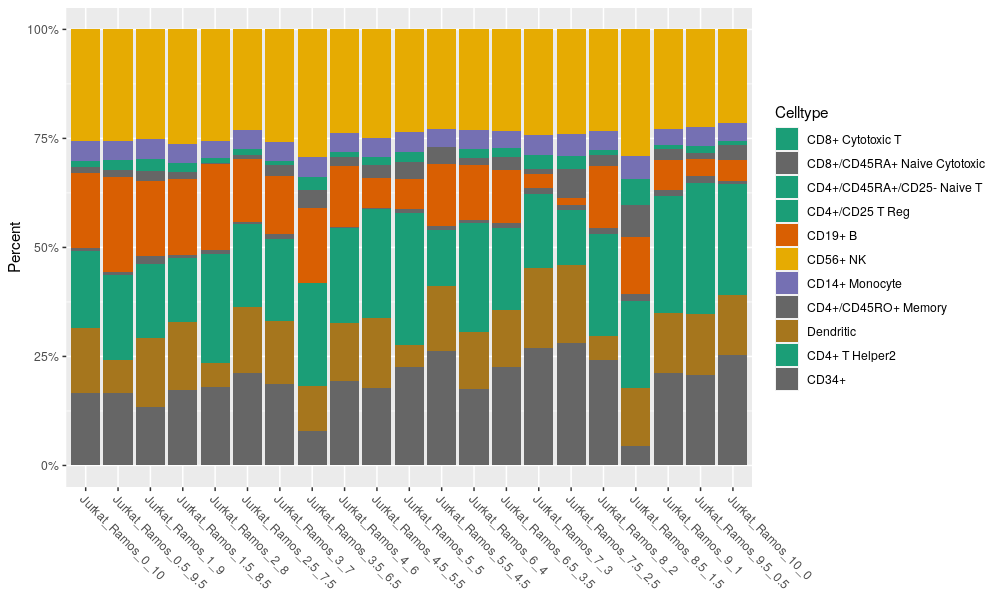 100%
75%
50%
25%
0%
Percent
Jurkat_Ramos_0_10
Jurkat_Ramos_0.5_9.5
Jurkat_Ramos_1_9
Jurkat_Ramos_1.5_8.5
Jurkat_Ramos_2_8
Jurkat_Ramos_2.5_7.5
Jurkat_Ramos_3_7
Jurkat_Ramos_3.5_6.5
Jurkat_Ramos_4_6
Jurkat_Ramos_4.5_5.5
Jurkat_Ramos_5_5
Jurkat_Ramos_5.5_4.5
Jurkat_Ramos_6_4
Jurkat_Ramos_6.5_3.5
Jurkat_Ramos_7_3
Jurkat_Ramos_7.5_2.5
Jurkat_Ramos_8_2
Jurkat_Ramos_8.5_1.5
Jurkat_Ramos_9_1
Jurkat_Ramos_9.5_0.5
Jurkat_Ramos_10_0
Celltype
CD8+ Cytotoxic T
CD8+/CD45RA+ Naive Cytotoxic
CD4+/CD45RA+/CD25- Naive T
CD4+/CD25 T Reg
CD19+ B
CD56+ NK
CD14+ Monocyte
CD4+/CD45RO+ Memory
Dendritic
CD4+ T Helper2
CD34+